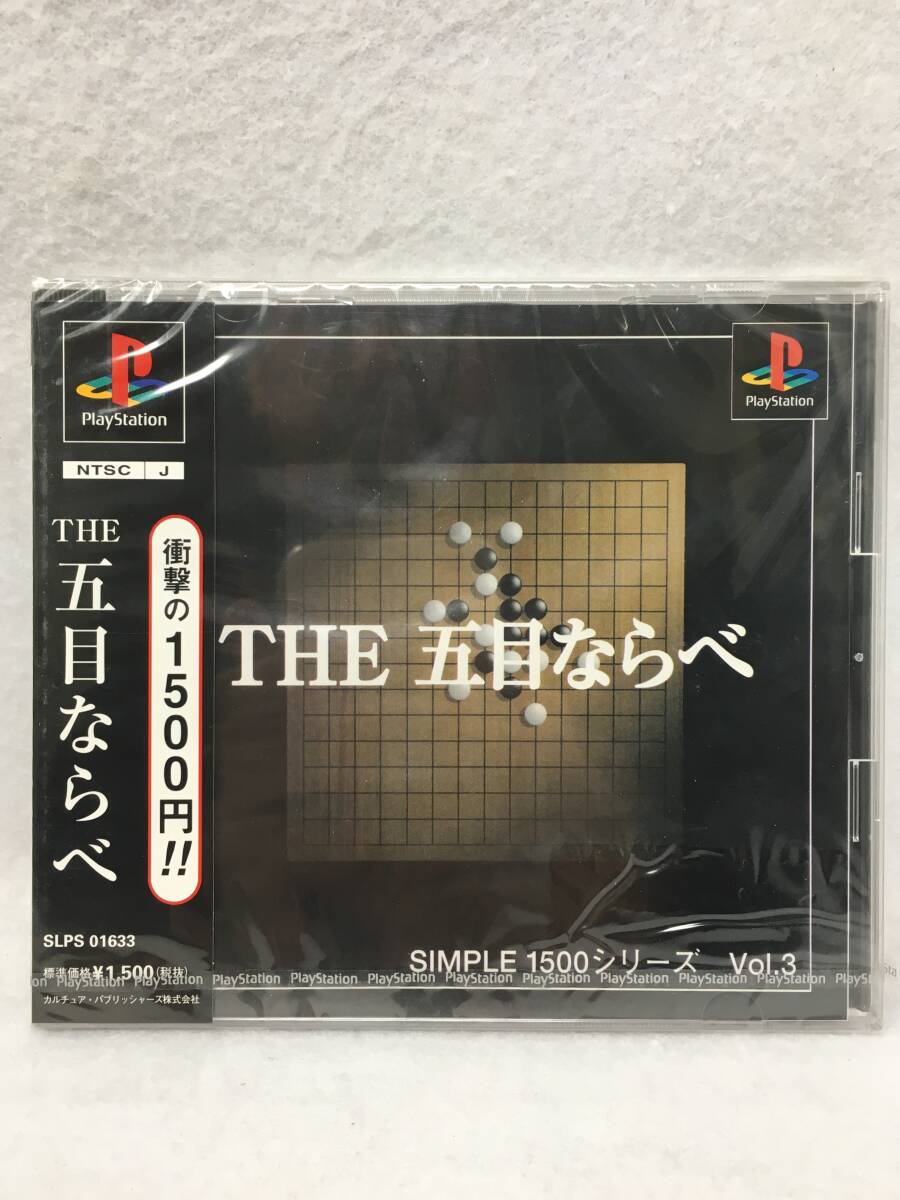 PlayStation
NTSC J
THE 五目ならべ
衝撃の1500円!!
SLPS 01633
標準価格¥1,500(税抜)
カルチュア・パブリッシャーズ株式会社
PlayStation
THE 五目ならべ
SIMPLE 1500シリーズ Vol.3
PlayStation PlayStation PlayStation PlayStation PlayStation PlayStation PlayStation PlayStation PlayStation PlayStation